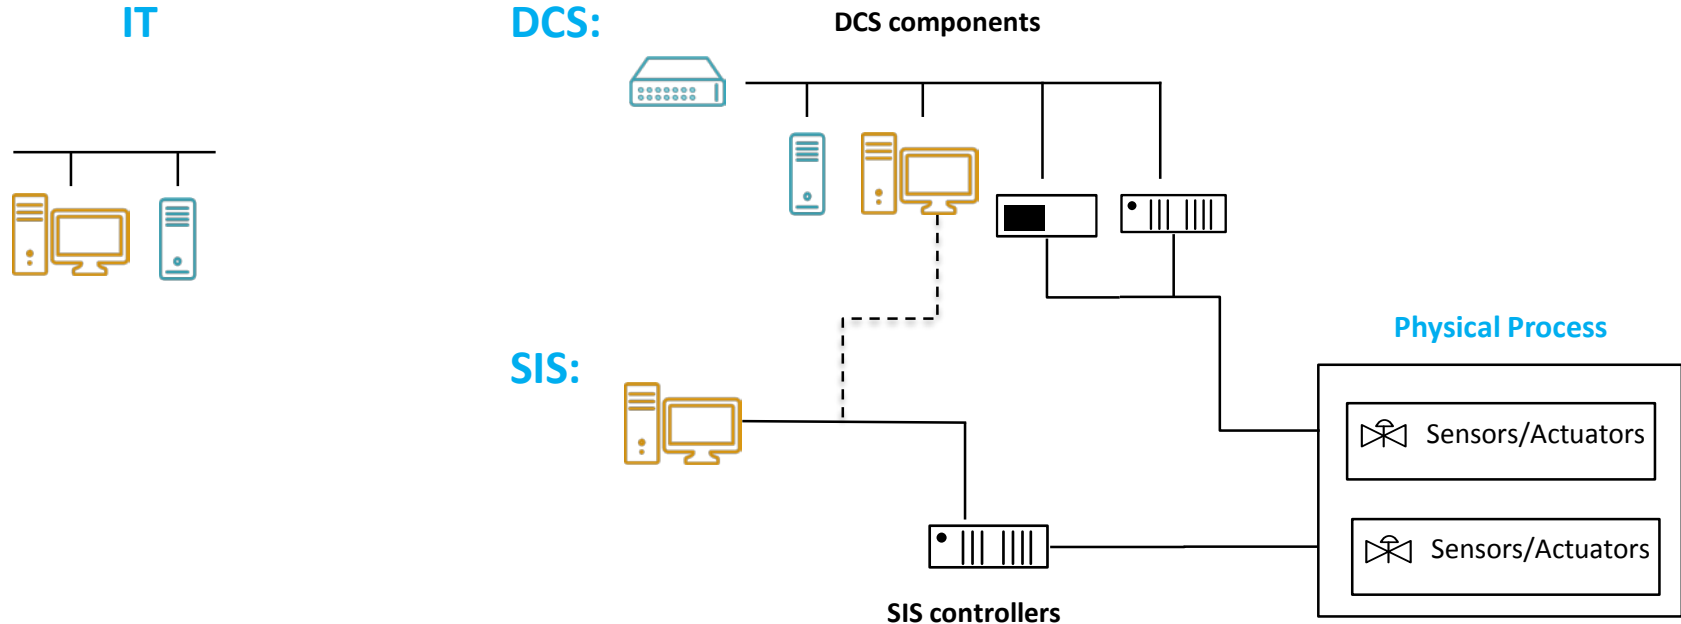 IT
DCS:
DCS components
Physical Process
SIS:
Sensors/Actuators
Sensors/Actuators
SIS controllers